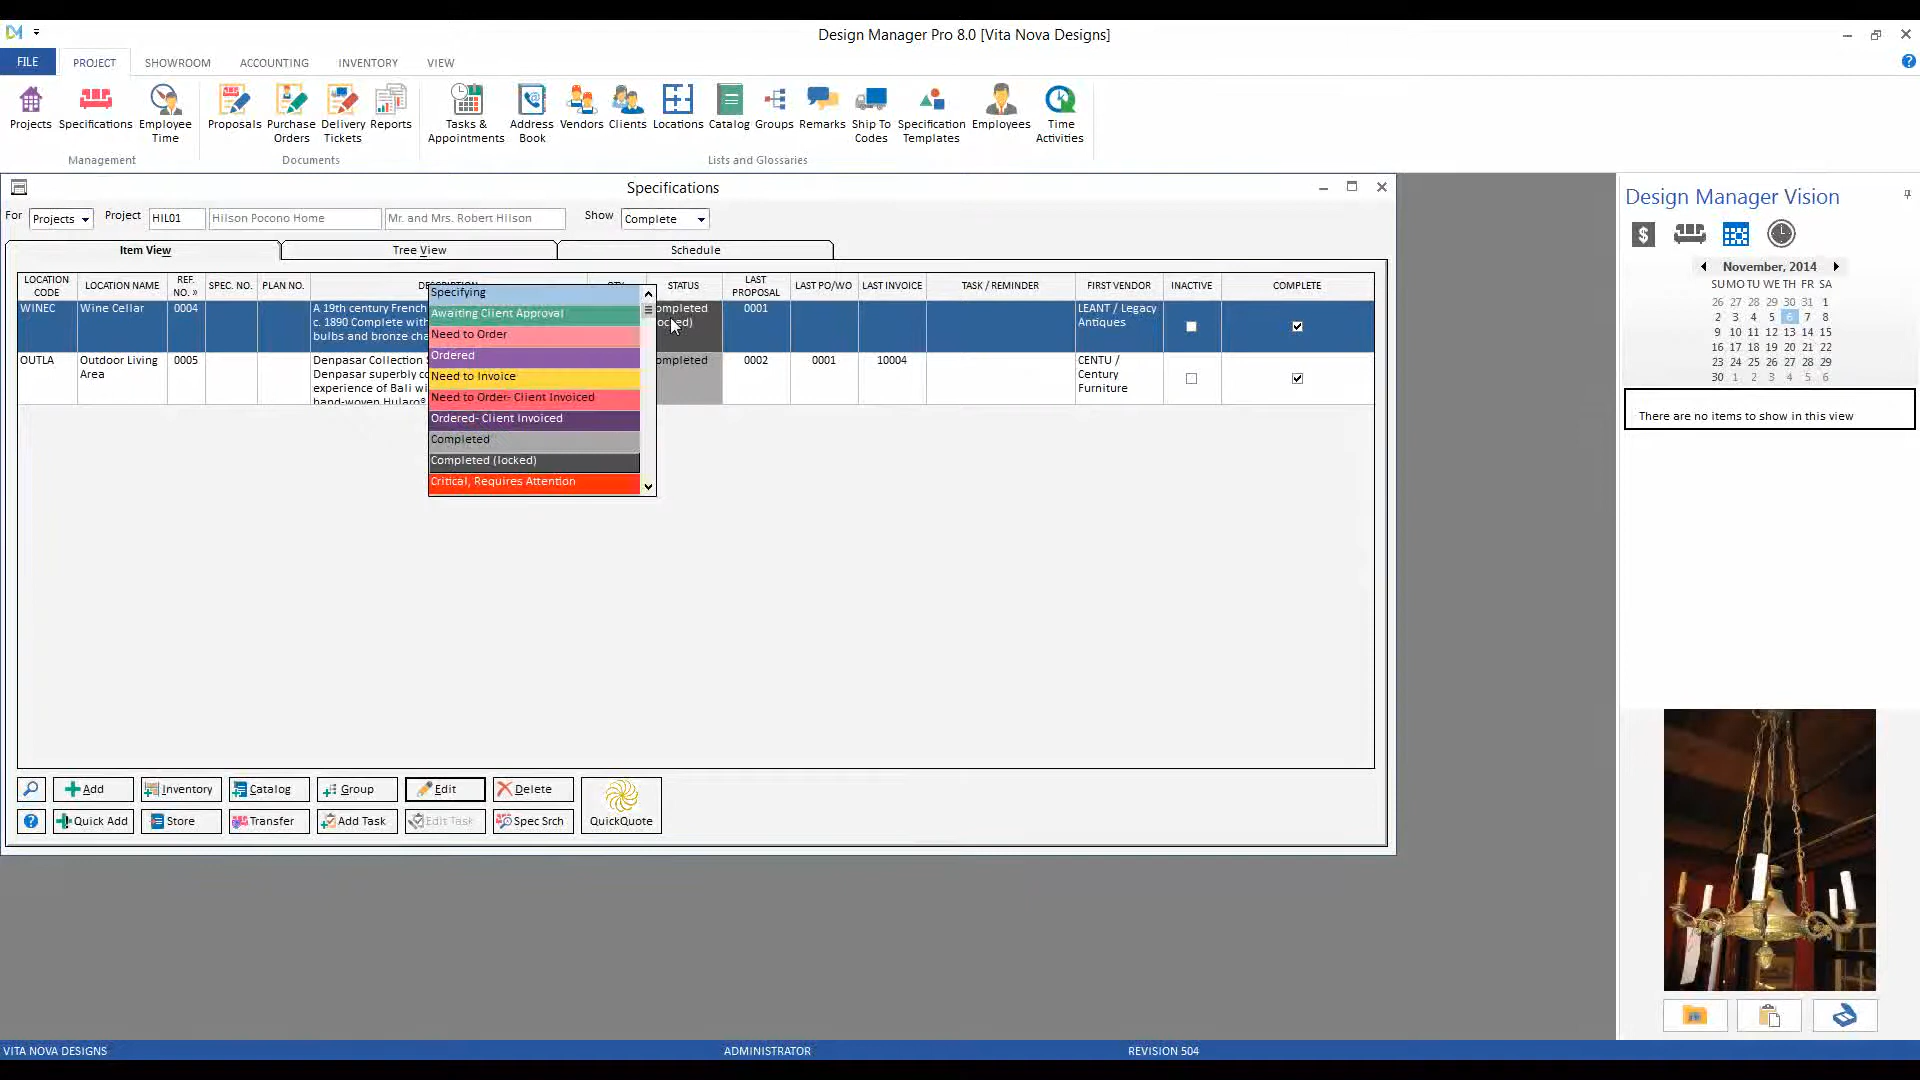 Design Manager Pro 8.0 [Vita Nova Designs]
FILE PROJECT SHOWROOM ACCOUNTING INVENTORY VIEW
Projects Specifications Employee Time
Proposals Purchase Orders Delivery Tickets Reports
Tasks & Appointments Address Book Vendors Clients Locations Catalog Groups Remarks Ship To Codes Specification Templates Employees Time Activities
Management Documents Lists and Glossaries
Specifications
For Projects Project HIL01 Hilson Pocono Home Mr. and Mrs. Robert Hilson Show Complete
Item View Tree View Schedule
LOCATION CODE LOCATION NAME REF. NO. » SPEC. NO. PLAN NO. STATUS LAST PROPOSAL LAST PO/WO LAST INVOICE TASK / REMINDER FIRST VENDOR INACTIVE COMPLETE
WINEC Wine Cellar 0004 0001 LEANT / Legacy Antiques
A 19th century French
c. 1890 Complete with
bulbs and bronze cha
OUTLA Outdoor Living Area 0005 ompleted 0002 0001 10004 CENTU / Century Furniture
Denpasar Collection
Denpasar superbly co
experience of Bali wi
Specifying
Awaiting Client Approval
Need to Order
Ordered
Need to Invoice
Need to Order- Client Invoiced
Ordered- Client Invoiced
Completed
Completed (locked)
Critical, Requires Attention
Add Inventory Catalog Group Edit Delete
Quick Add Store Transfer Add Task Edit Task Spec Srch QuickQuote
Design Manager Vision
November, 2014
SU MO TU WE TH FR SA
26 27 28 29 30 31 1
2 3 4 5 6 7 8
9 10 11 12 13 14 15
16 17 18 19 20 21 22
23 24 25 26 27 28 29
30 1 2 3 4 5 6
There are no items to show in this view
VITA NOVA DESIGNS ADMINISTRATOR REVISION 504